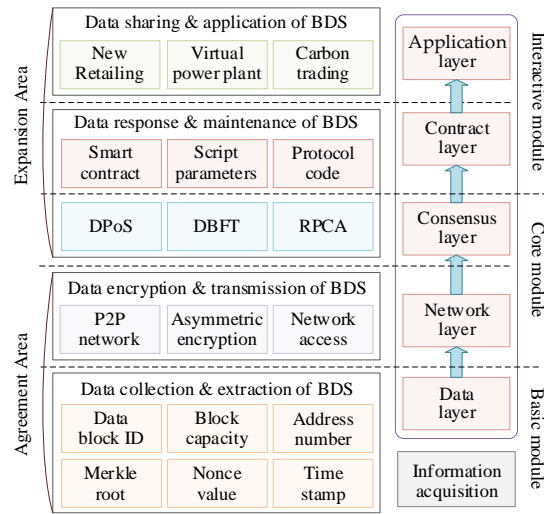 Data sharing & application of BDS
New
Retailing
Virtual
power plant
Carbon
trading
Data response & maintenance of BDS
Smart
contract
Script
parameters
Protocol
code
DPoS
DBFT
RPCA
Data encryption & transmission of BDS
P2P
network
Asymmetric
encryption
Network
access
Data collection & extraction of BDS
Data
block ID
Block
capacity
Address
number
Merkle
root
Nonce
value
Time
stamp
Expansion Area
Agreement Area
Application
layer
Contract
layer
Consensus
layer
Network
layer
Data
layer
Information
acquisition
Interactive module
Core module
Basic module